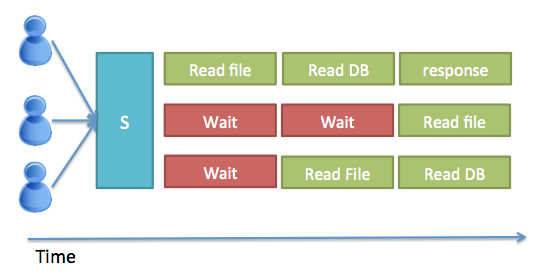 S
Read file
Read DB
response
Wait
Wait
Read file
Wait
Read File
Read DB
Time